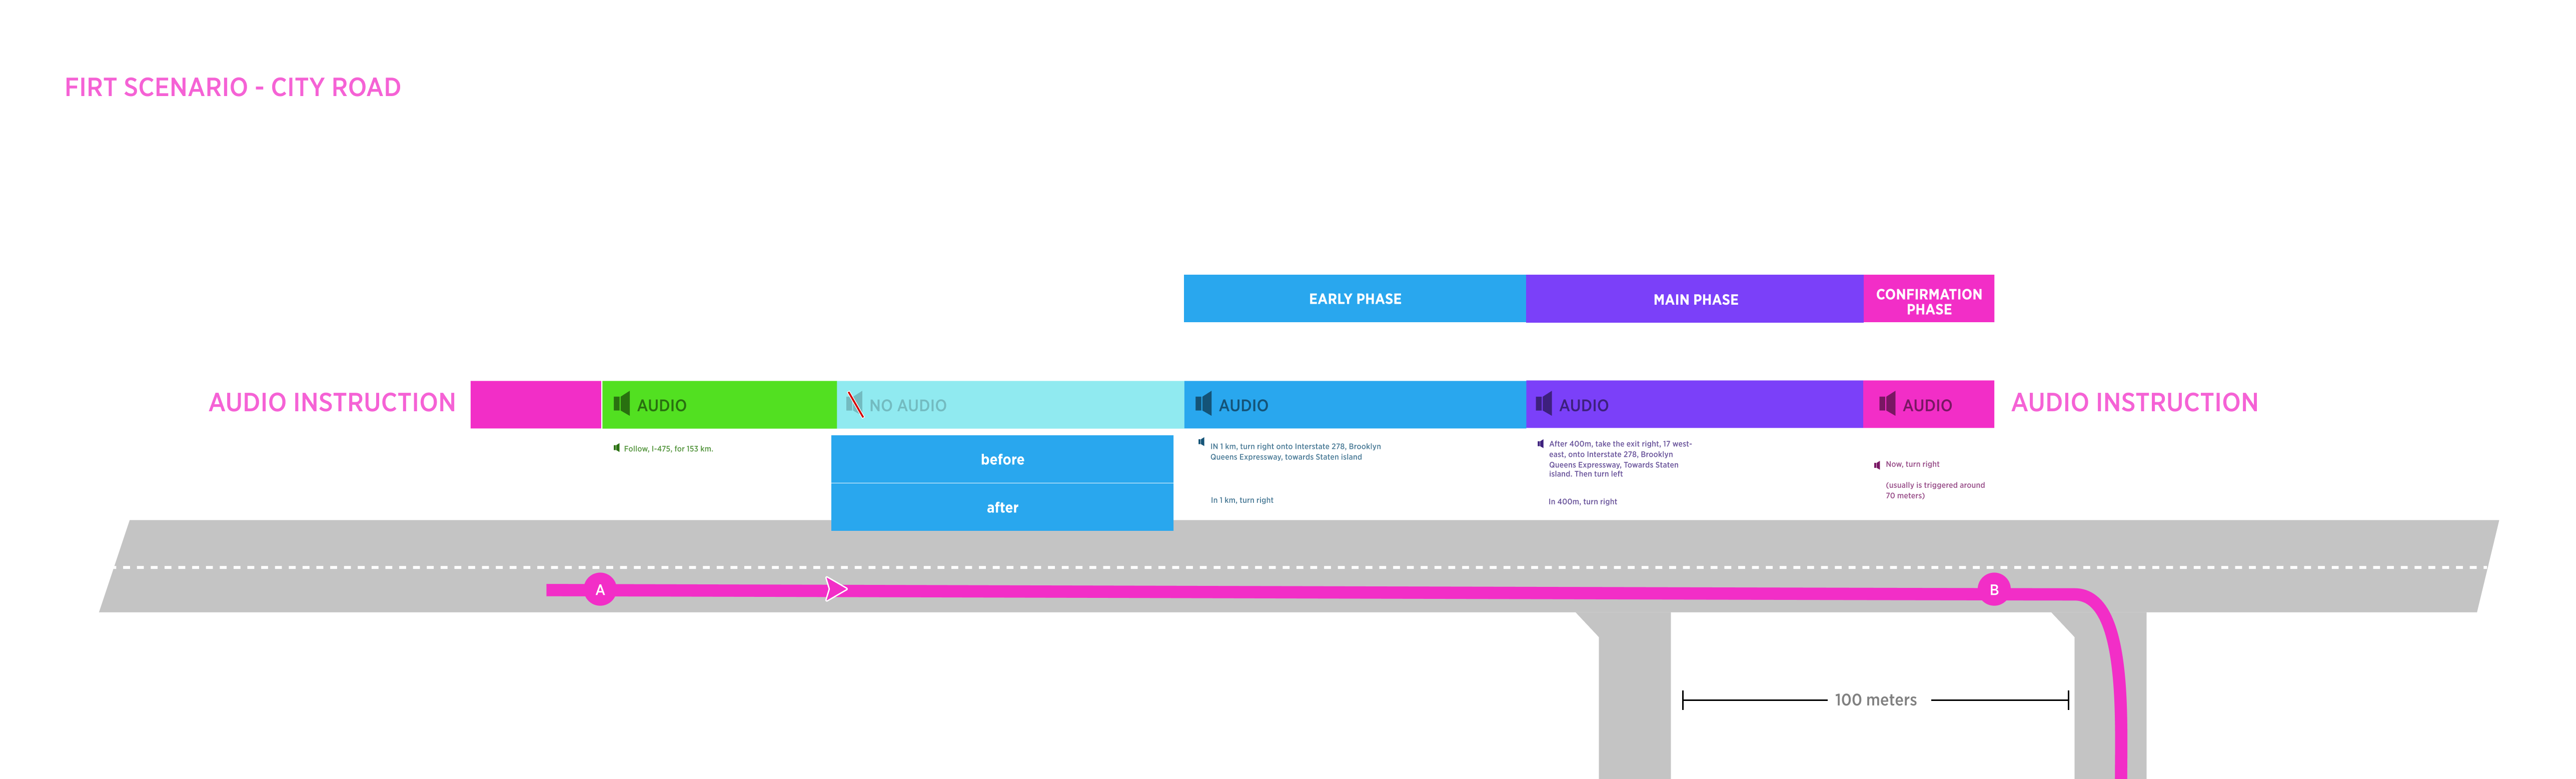 FIRT SCENARIO - CITY ROAD
EARLY PHASE
MAIN PHASE
CONFIRMATION
PHASE
AUDIO INSTRUCTION
AUDIO
NO AUDIO
AUDIO
AUDIO
AUDIO
AUDIO INSTRUCTION
Follow, I-475, for 153 km.
before
after
IN 1 km, turn right onto Interstate 278, Brooklyn
Queens Expressway, towards Staten island
In 1 km, turn right
After 400m, take the exit right, 17 west-
east, onto Interstate 278, Brooklyn
Queens Expressway, Towards Staten
island. Then turn left
In 400m, turn right
Now, turn right
(usually is triggered around
70 meters)
A
B
100 meters